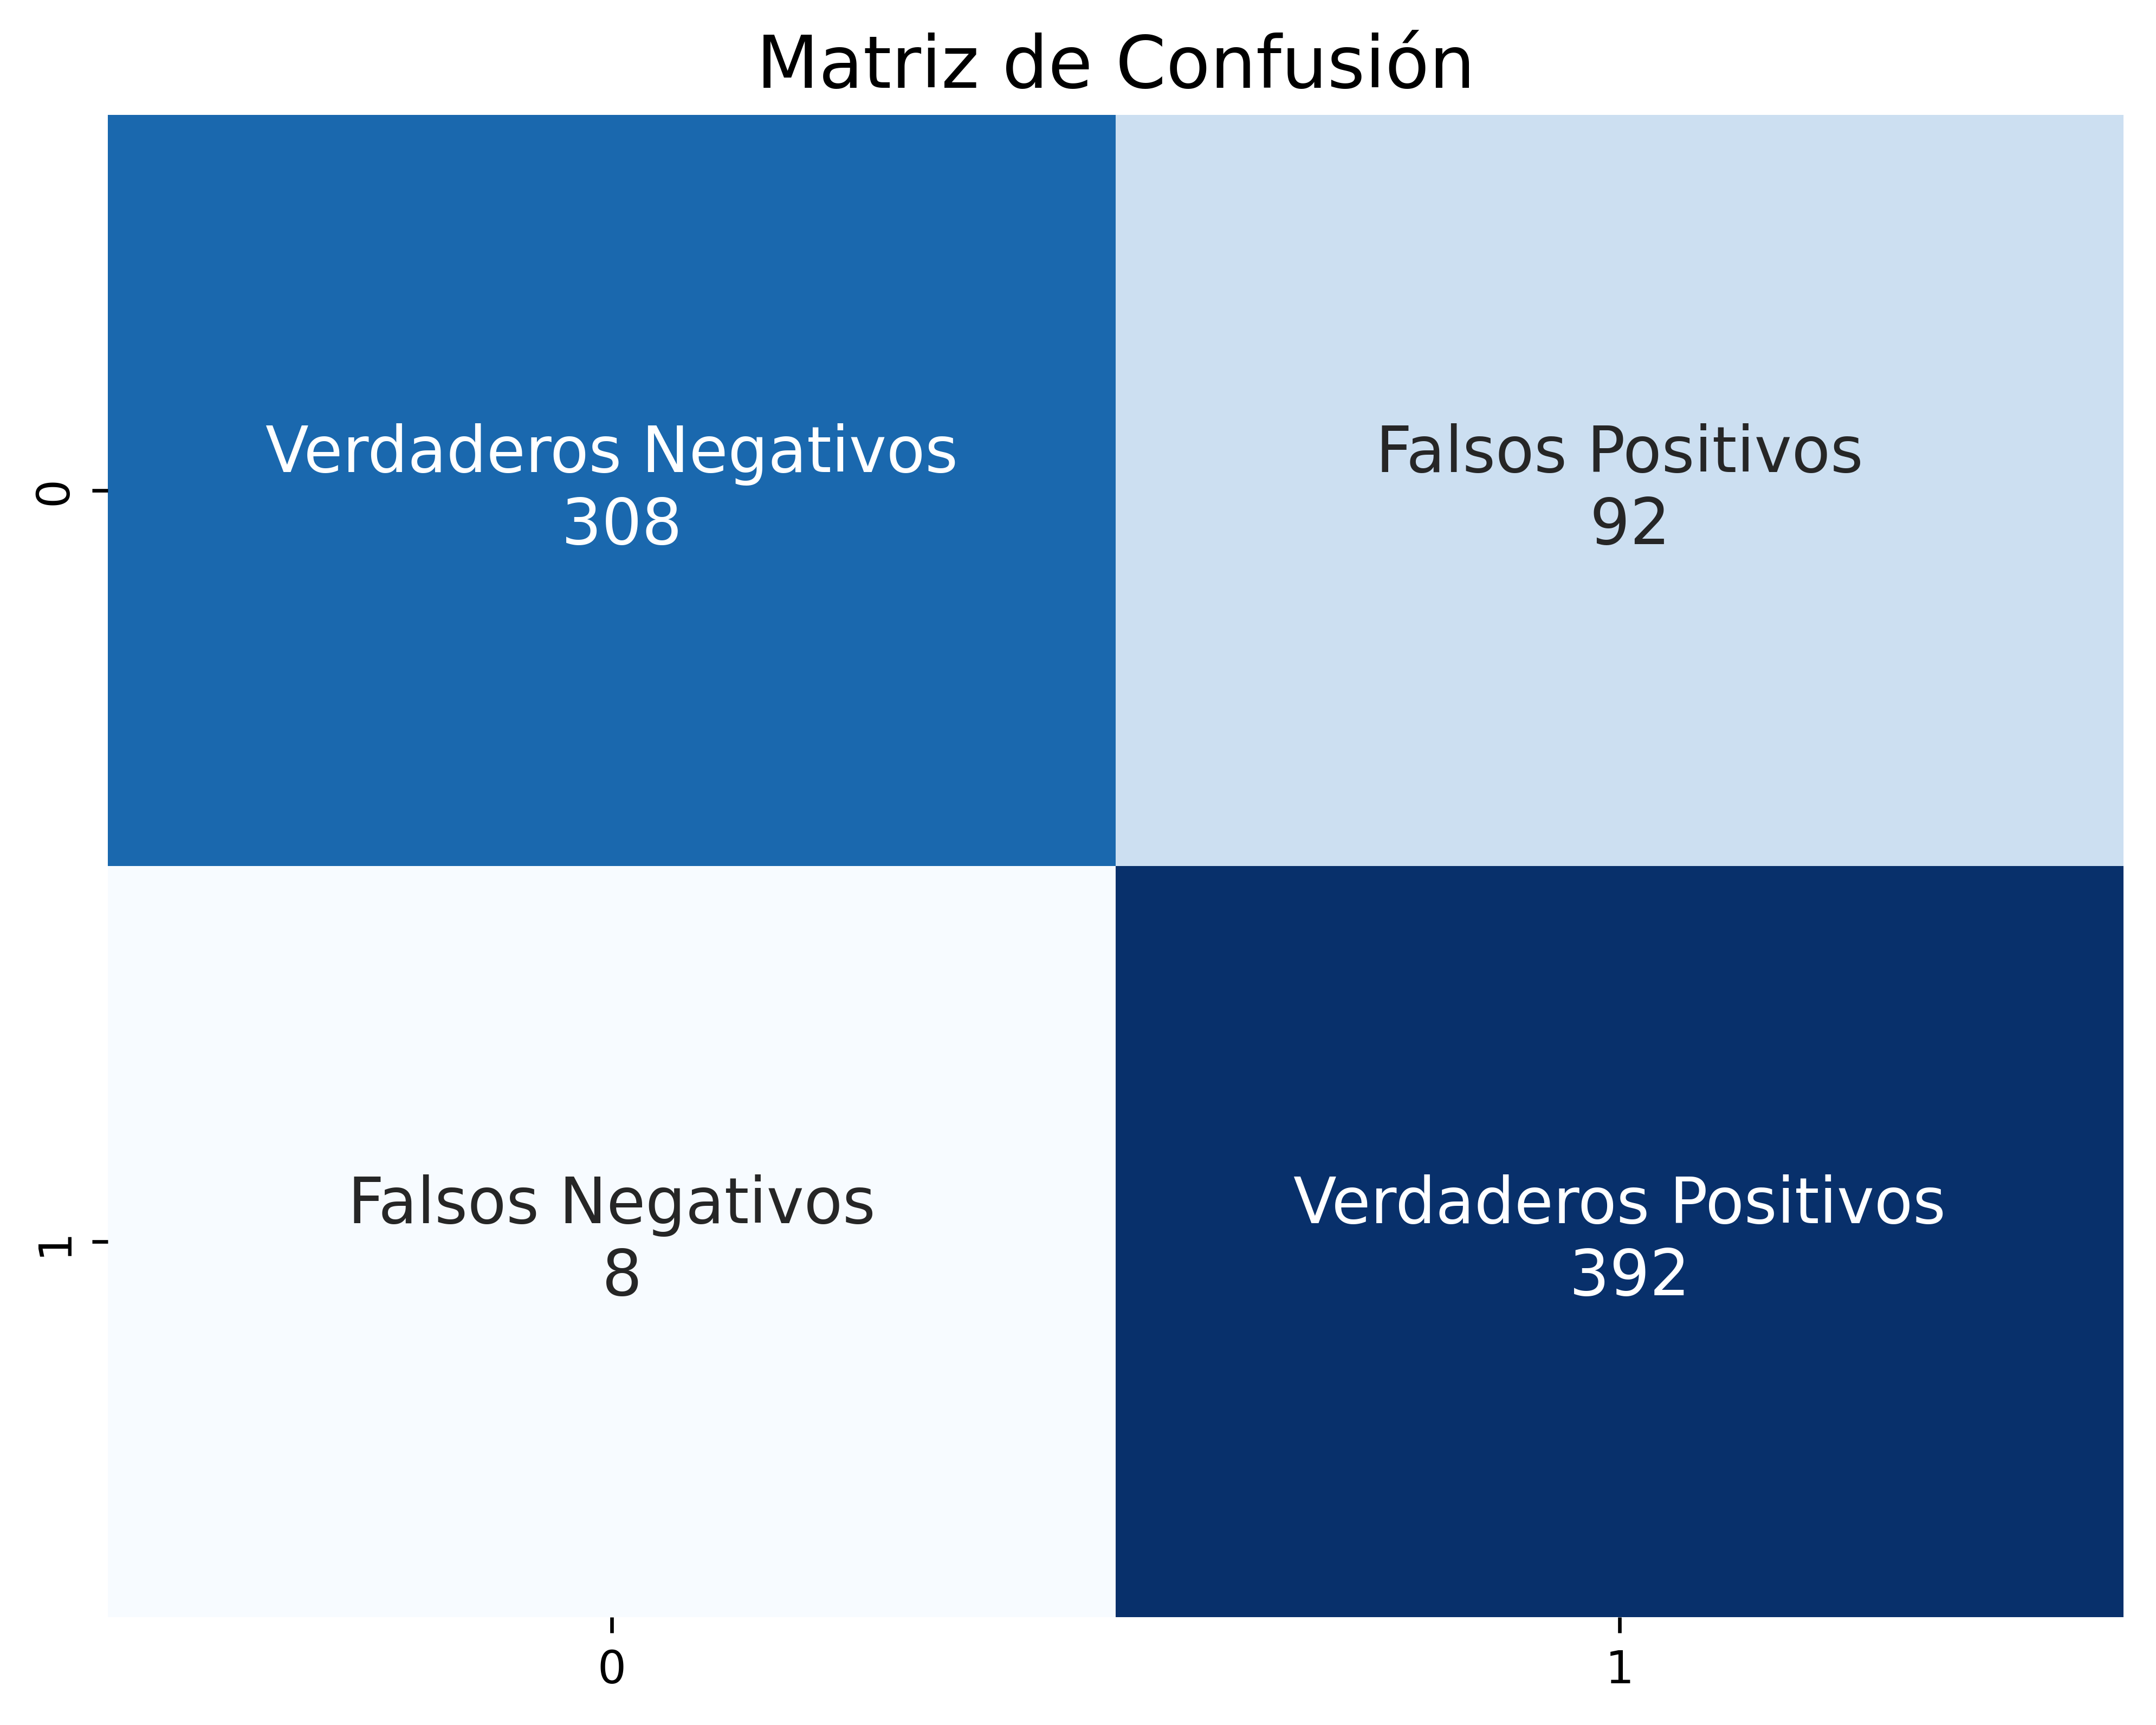 Matriz de Confusión
0
Verdaderos Negativos
308
Falsos Positivos
92
1
Falsos Negativos
8
Verdaderos Positivos
392
0
1